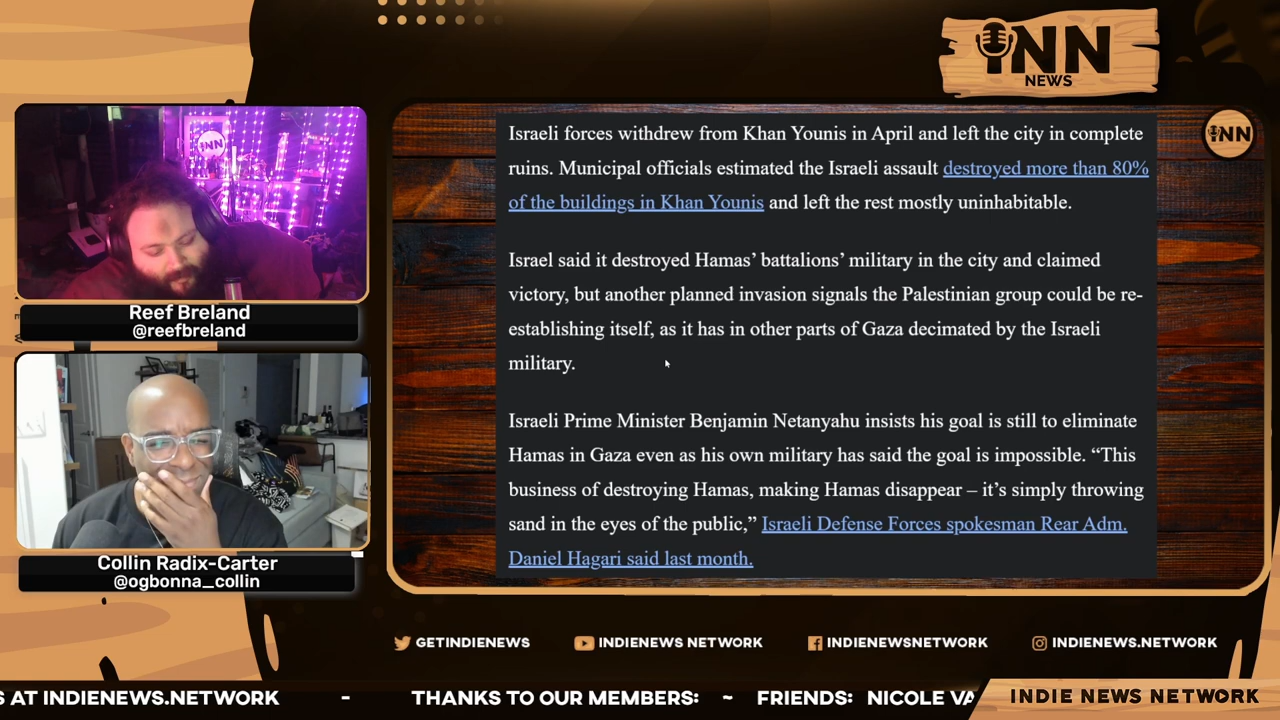 INN
NEWS
INN
INN
Reef Breland
@reefbreland
Collin Radix-Carter
@ogbonna_collin
Israeli forces withdrew from Khan Younis in April and left the city in complete
ruins. Municipal officials estimated the Israeli assault destroyed more than 80%
of the buildings in Khan Younis and left the rest mostly uninhabitable.
Israel said it destroyed Hamas’ battalions’ military in the city and claimed
victory, but another planned invasion signals the Palestinian group could be re-
establishing itself, as it has in other parts of Gaza decimated by the Israeli
military.
Israeli Prime Minister Benjamin Netanyahu insists his goal is still to eliminate
Hamas in Gaza even as his own military has said the goal is impossible. “This
business of destroying Hamas, making Hamas disappear – it’s simply throwing
sand in the eyes of the public,” Israeli Defense Forces spokesman Rear Adm.
Daniel Hagari said last month.
GETINDIENEWS INDIENEWS NETWORK INDIENEWSNETWORK INDIENEWS.NETWORK
S AT INDIENEWS.NETWORK - THANKS TO OUR MEMBERS: ~ FRIENDS: NICOLE VA
INDIE NEWS NETWORK